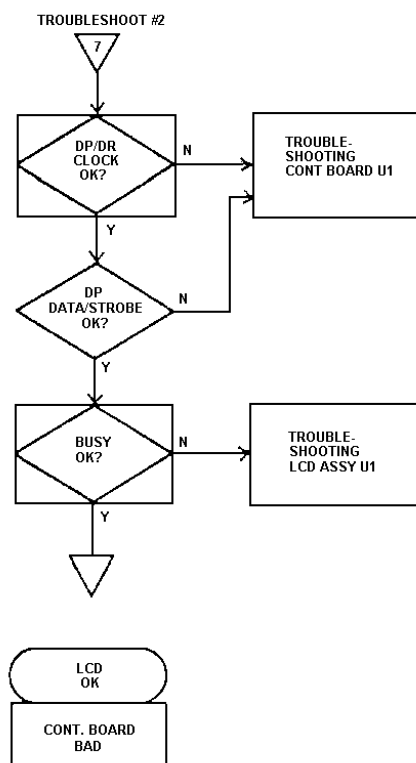 TROUBLESHOOT #2
7
DP/DR
CLOCK
OK?
N
TROUBLE-
SHOOTING
CONT BOARD U1
Y
DP
DATA/STROBE
OK?
N
Y
BUSY
OK?
N
TROUBLE-
SHOOTING
LCD ASSY U1
Y
LCD
OK
CONT. BOARD
BAD